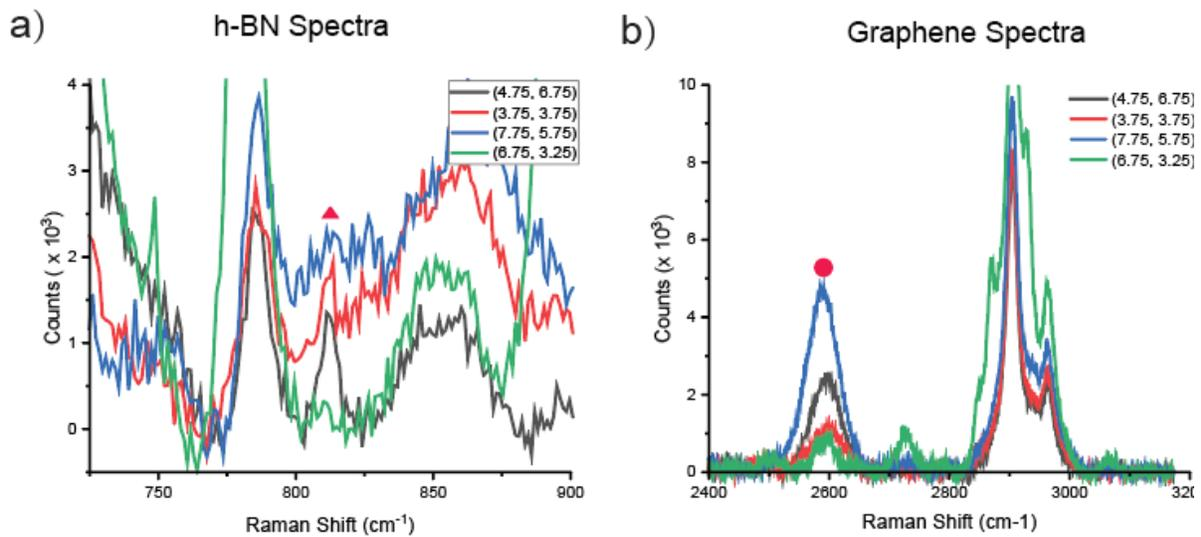 a)
h-BN Spectra
4
3
2
1
0
Counts ( x 10³)
(4.75, 6.75)
(3.75, 3.75)
(7.75, 5.75)
(6.75, 3.25)
750 800 850 900
Raman Shift (cm⁻¹)
b)
Graphene Spectra
10
8
6
4
2
0
Counts (x 10³)
(4.75, 6.75)
(3.75, 3.75)
(7.75, 5.75)
(6.75, 3.25)
2400 2600 2800 3000 320
Raman Shift (cm-1)